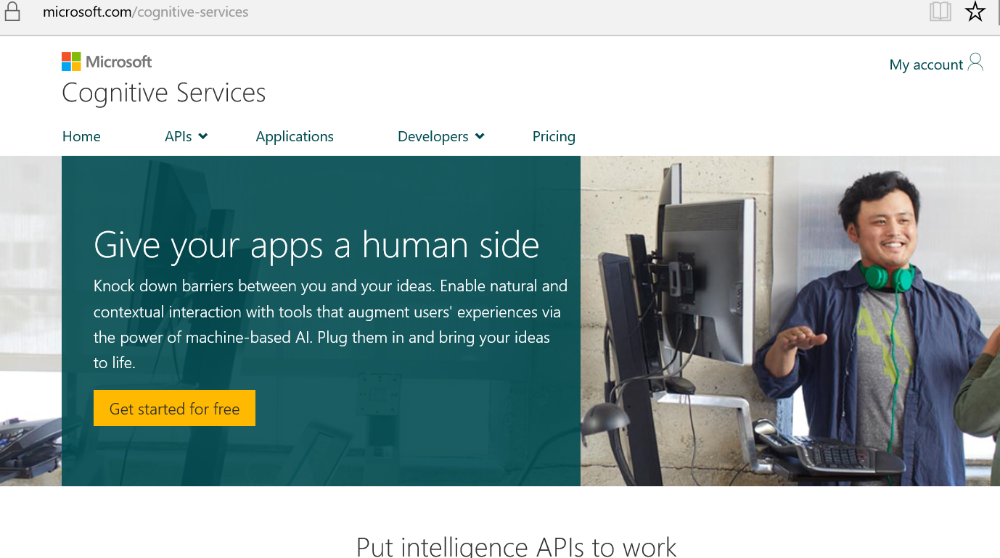 microsoft.com/cognitive-services
Microsoft
My account
Cognitive Services
Home APIs Applications Developers Pricing
Give your apps a human side
Knock down barriers between you and your ideas. Enable natural and
contextual interaction with tools that augment users' experiences via
the power of machine-based AI. Plug them in and bring your ideas
to life.
Get started for free
Put intelligence APIs to work